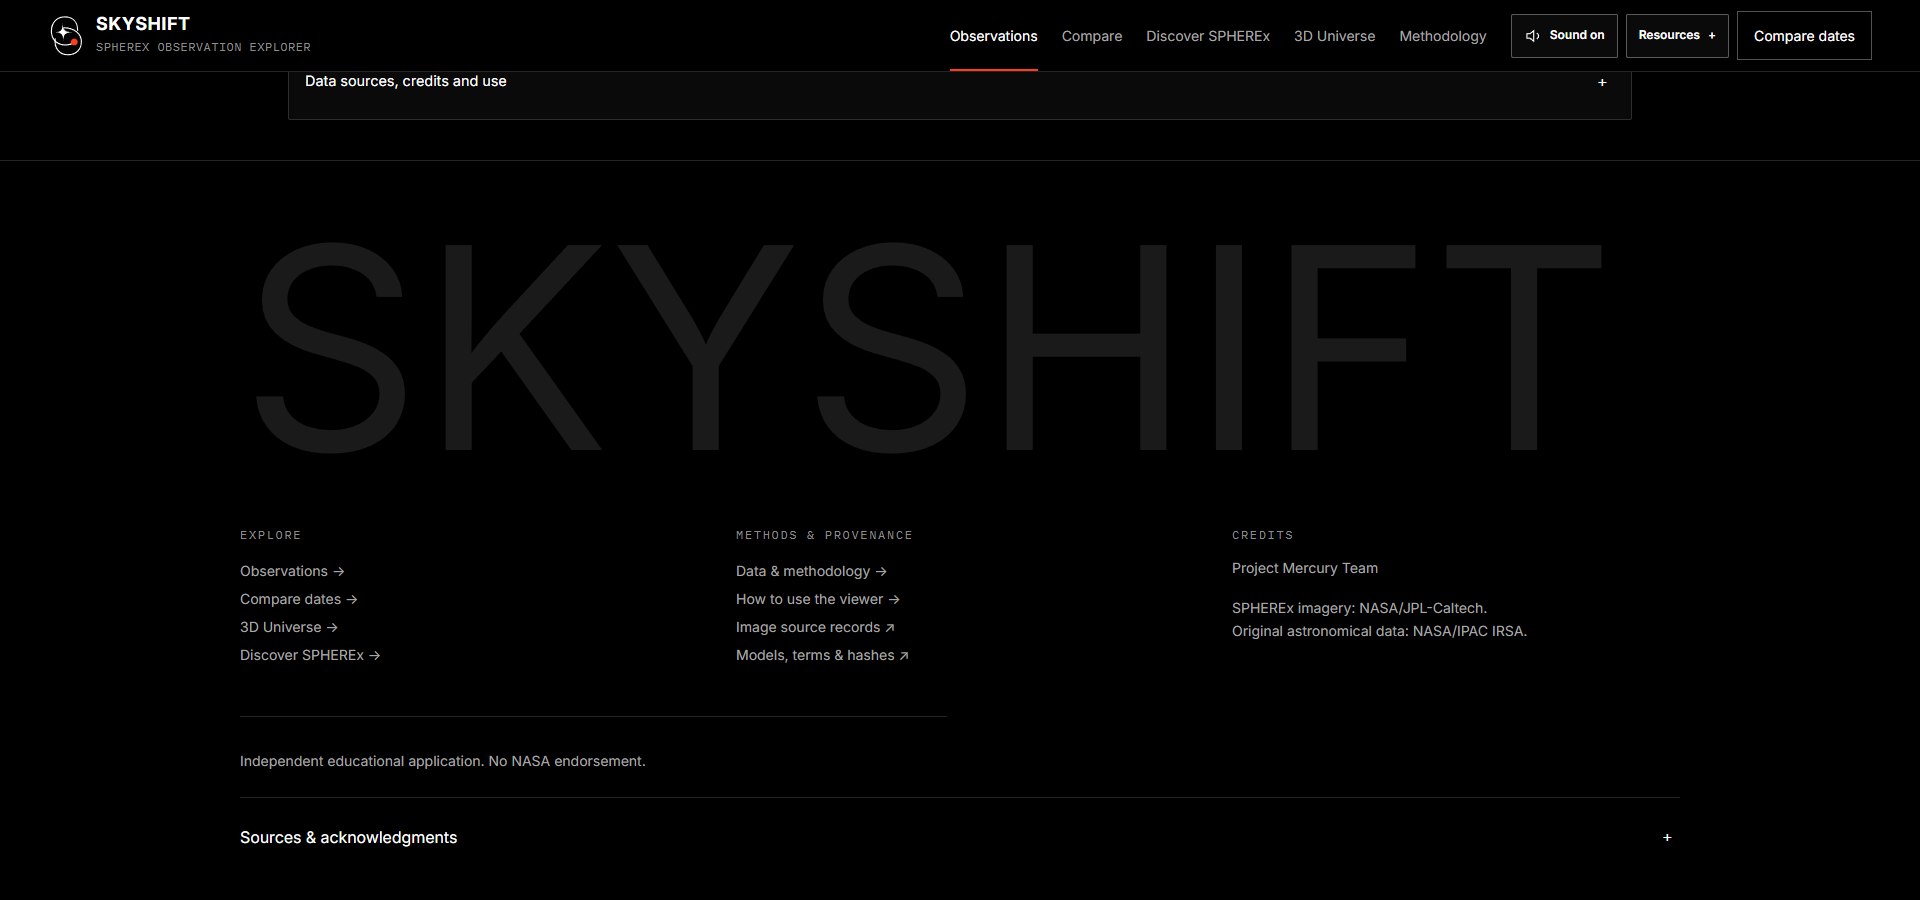 SKYSHIFT
SPHEREX OBSERVATION EXPLORER
Observations
Compare
Discover SPHEREx
3D Universe
Methodology
Sound on
Resources +
Compare dates
Data sources, credits and use +
SKYSHIFT
EXPLORE
Observations →
Compare dates →
3D Universe →
Discover SPHEREx →
METHODS & PROVENANCE
Data & methodology →
How to use the viewer →
Image source records ↗
Models, terms & hashes ↗
CREDITS
Project Mercury Team
SPHEREx imagery: NASA/JPL-Caltech.
Original astronomical data: NASA/IPAC IRSA.
Independent educational application. No NASA endorsement.
Sources & acknowledgments +